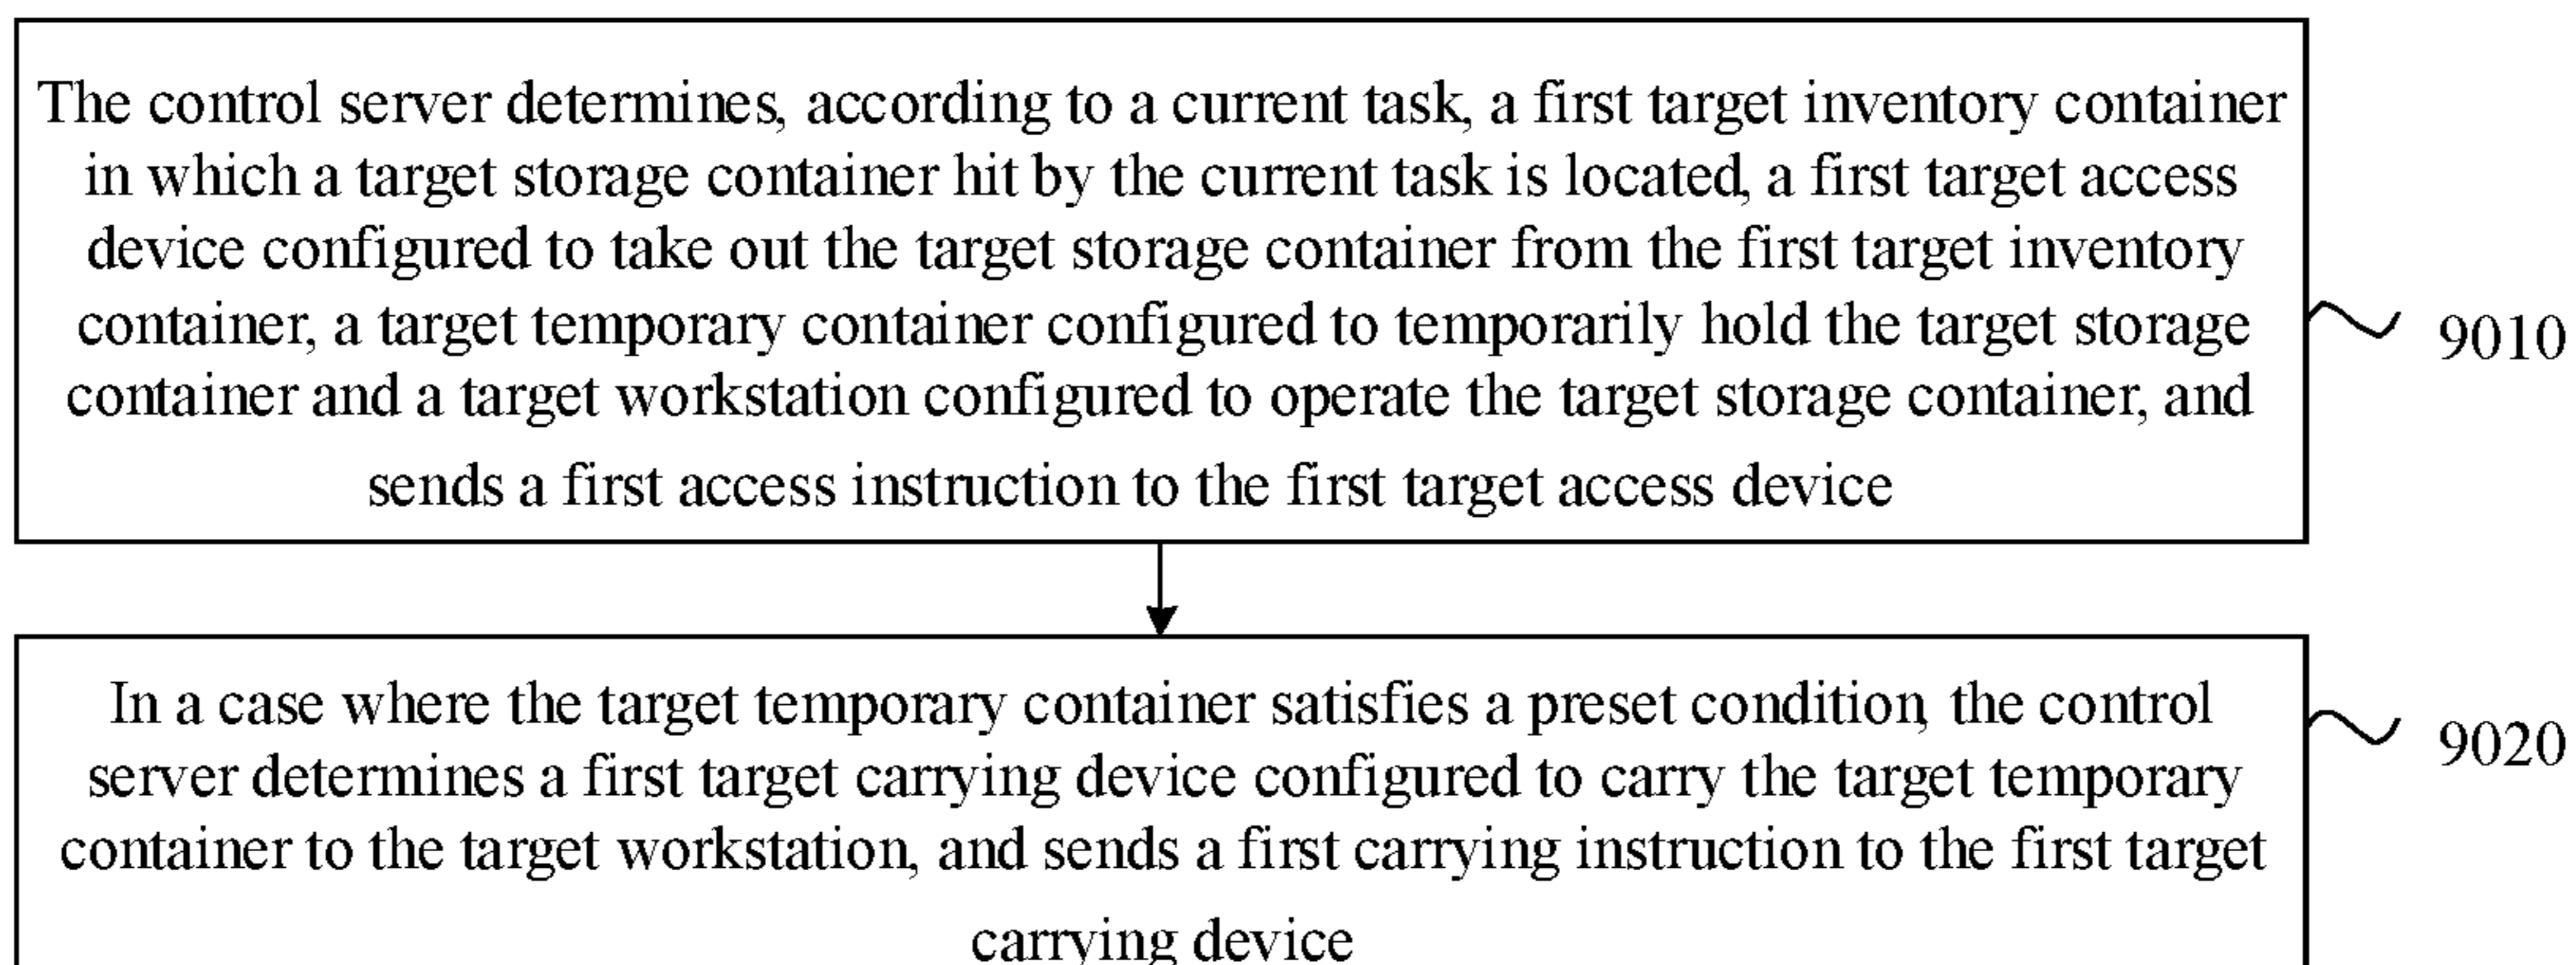 The control server determines, according to a current task, a first target inventory container
in which a target storage container hit by the current task is located, a first target access
device configured to take out the target storage container from the first target inventory
container, a target temporary container configured to temporarily hold the target storage
container and a target workstation configured to operate the target storage container, and
sends a first access instruction to the first target access device
9010
In a case where the target temporary container satisfies a preset condition, the control
server determines a first target carrying device configured to carry the target temporary
container to the target workstation, and sends a first carrying instruction to the first target
carrying device
9020